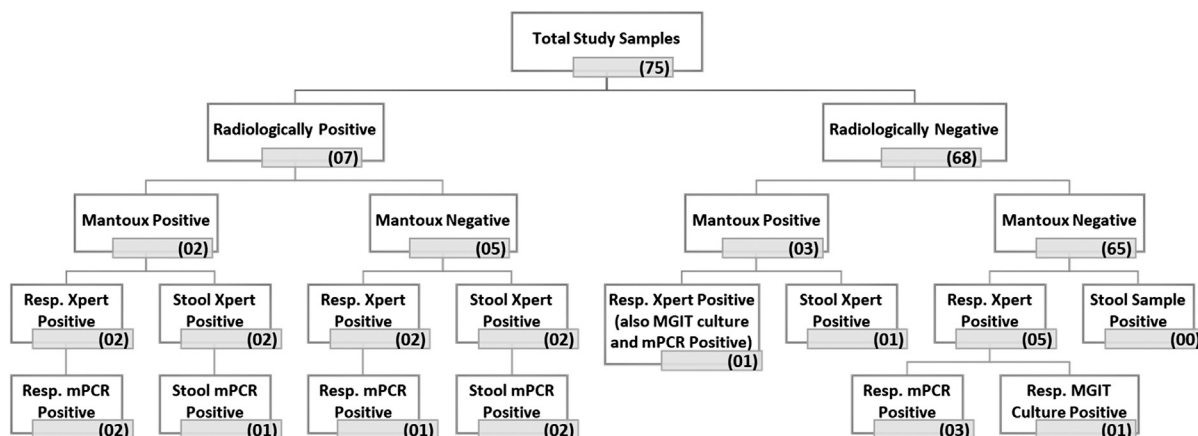 Total Study Samples
(75)
Radiologically Positive
(07)
Radiologically Negative
(68)
Mantoux Positive
(02)
Mantoux Negative
(05)
Mantoux Positive
(03)
Mantoux Negative
(65)
Resp. Xpert
Positive
(02)
Stool Xpert
Positive
(02)
Resp. Xpert
Positive
(02)
Stool Xpert
Positive
(02)
Resp. Xpert Positive
(also MGIT culture
and mPCR Positive)
(01)
Stool Xpert
Positive
(01)
Resp. Xpert
Positive
(05)
Stool Sample
Positive
(00)
Resp. mPCR
Positive
(02)
Stool mPCR
Positive
(01)
Resp. mPCR
Positive
(01)
Stool mPCR
Positive
(02)
Resp. mPCR
Positive
(03)
Resp. MGIT
Culture Positive
(01)